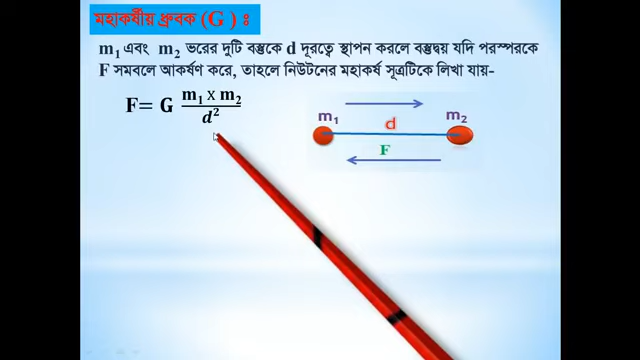 মহাকর্ষীয় ধ্রুবক (G) ঃ
m₁ এবং m₂ ভরের দুটি বস্তুকে d দূরত্বে স্থাপন করলে বস্তুদ্বয় যদি পরস্পরকে
F সমবলে আকর্ষণ করে, তাহলে নিউটনের মহাকর্ষ সূত্রটিকে লিখা যায়-
F= G (m₁ x m₂)/d²
m₁ d m₂
F